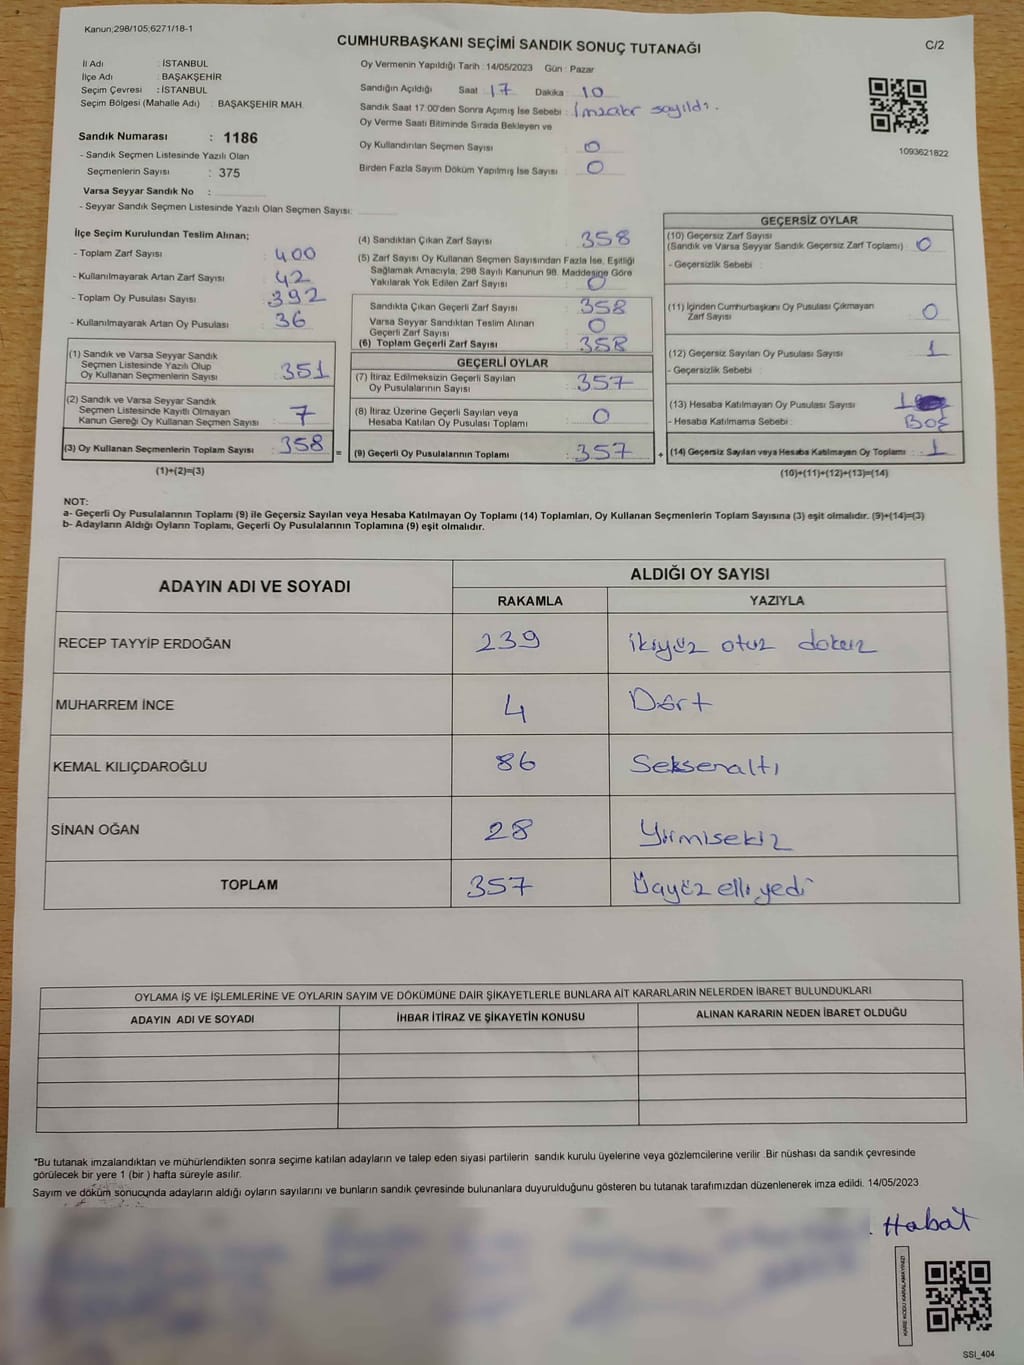 Kanun;298/105;6271/18-1
CUMHURBAŞKANI SEÇİMİ SANDIK SONUÇ TUTANAĞI
C/2
İl Adı : İSTANBUL
İlçe Adı : BAŞAKŞEHİR
Seçim Çevresi : İSTANBUL
Seçim Bölgesi (Mahalle Adı) : BAŞAKŞEHİR MAH.
Sandık Numarası : 1186
- Sandık Seçmen Listesinde Yazılı Olan
Seçmenlerin Sayısı : 375
Varsa Seyyar Sandık No :
- Seyyar Sandık Seçmen Listesinde Yazılı Olan Seçmen Sayısı:
Oy Vermenin Yapıldığı Tarih : 14/05/2023 Gün : Pazar
Sandığın Açıldığı Saat 17 Dakika 10
Sandık Saat 17:00'den Sonra Açımış İse Sebebi : İmzalar sayıldı.
Oy Verme Saati Bitiminde Sırada Bekleyen ve
Oy Kullandırılan Seçmen Sayısı : 0
Birden Fazla Sayım Döküm Yapılmış İse Sayısı : 0
1093621822
İlçe Seçim Kurulundan Teslim Alınan;
- Toplam Zarf Sayısı : 400
- Kullanılmayarak Artan Zarf Sayısı : 42
- Toplam Oy Pusulası Sayısı : 392
- Kullanılmayarak Artan Oy Pusulası : 36
(1) Sandık ve Varsa Seyyar Sandık
Seçmen Listesinde Yazılı Olup
Oy Kullanan Seçmenlerin Sayısı : 351
(2) Sandık ve Varsa Seyyar Sandık
Seçmen Listesinde Kayıtlı Olmayan
Kanun Gereği Oy Kullanan Seçmen Sayısı : 7
(3) Oy Kullanan Seçmenlerin Toplam Sayısı : 358
(1)+(2)=(3)
(4) Sandıktan Çıkan Zarf Sayısı : 358
(5) Zarf Sayısı Oy Kullanan Seçmen Sayısından Fazla İse, Eşitliği
Sağlamak Amacıyla, 298 Sayılı Kanunun 98. Maddesine Göre
Yakılarak Yok Edilen Zarf Sayısı : 0
Sandıkta Çıkan Geçerli Zarf Sayısı : 358
Varsa Seyyar Sandıktan Teslim Alınan
Geçerli Zarf Sayısı : 0
(6) Toplam Geçerli Zarf Sayısı : 358
GEÇERLİ OYLAR
(7) İtiraz Edilmeksizin Geçerli Sayılan
Oy Pusulalarının Sayısı : 357
(8) İtiraz Üzerine Geçerli Sayılan veya
Hesaba Katılan Oy Pusulası Toplamı : 0
= (9) Geçerli Oy Pusulalarının Toplamı : 357
GEÇERSİZ OYLAR
(10) Geçersiz Zarf Sayısı
(Sandık ve Varsa Seyyar Sandık Geçersiz Zarf Toplamı) : 0
- Geçersizlik Sebebi :
(11) İçinden Cumhurbaşkanı Oy Pusulası Çıkmayan
Zarf Sayısı : 0
(12) Geçersiz Sayılan Oy Pusulası Sayısı : 1
- Geçersizlik Sebebi :
(13) Hesaba Katılmayan Oy Pusulası Sayısı : 1
- Hesaba Katılmama Sebebi : Boş
+ (14) Geçersiz Sayılan veya Hesaba Katılmayan Oy Toplamı : 1
(10)+(11)+(12)+(13)=(14)
NOT:
a- Geçerli Oy Pusulalarının Toplamı (9) ile Geçersiz Sayılan veya Hesaba Katılmayan Oy Toplamı (14) Toplamları, Oy Kullanan Seçmenlerin Toplam Sayısına (3) eşit olmalıdır. (9)+(14)=(3)
b- Adayların Aldığı Oyların Toplamı, Geçerli Oy Pusulalarının Toplamına (9) eşit olmalıdır.
ADAYIN ADI VE SOYADI
ALDIĞI OY SAYISI
RAKAMLA YAZIYLA
RECEP TAYYİP ERDOĞAN 239 ikiyüz otuz dokuz
MUHARREM İNCE 4 Dört
KEMAL KILIÇDAROĞLU 86 Seksenaltı
SİNAN OĞAN 28 Yirmisekiz
TOPLAM 357 Üçyüz elli yedi
OYLAMA İŞ VE İŞLEMLERİNE VE OYLARIN SAYIM VE DÖKÜMÜNE DAİR ŞİKAYETLERLE BUNLARA AİT KARARLARIN NELERDEN İBARET BULUNDUKLARI
ADAYIN ADI VE SOYADI İHBAR İTİRAZ VE ŞİKAYETİN KONUSU ALINAN KARARIN NEDEN İBARET OLDUĞU
*Bu tutanak imzalandıktan ve mühürlendikten sonra seçime katılan adayların ve talep eden siyasi partilerin sandık kurulu üyelerine veya gözlemcilerine verilir .Bir nüshası da sandık çevresinde
görülecek bir yere 1 (bir ) hafta süreyle asılır.
Sayım ve döküm sonucunda adayların aldığı oyların sayılarını ve bunların sandık çevresinde bulunanlara duyurulduğunu gösteren bu tutanak tarafımızdan düzenlenerek imza edildi. 14/05/2023
. Habat
KARE KODU KARALAMAYINIZ!
SSI_404